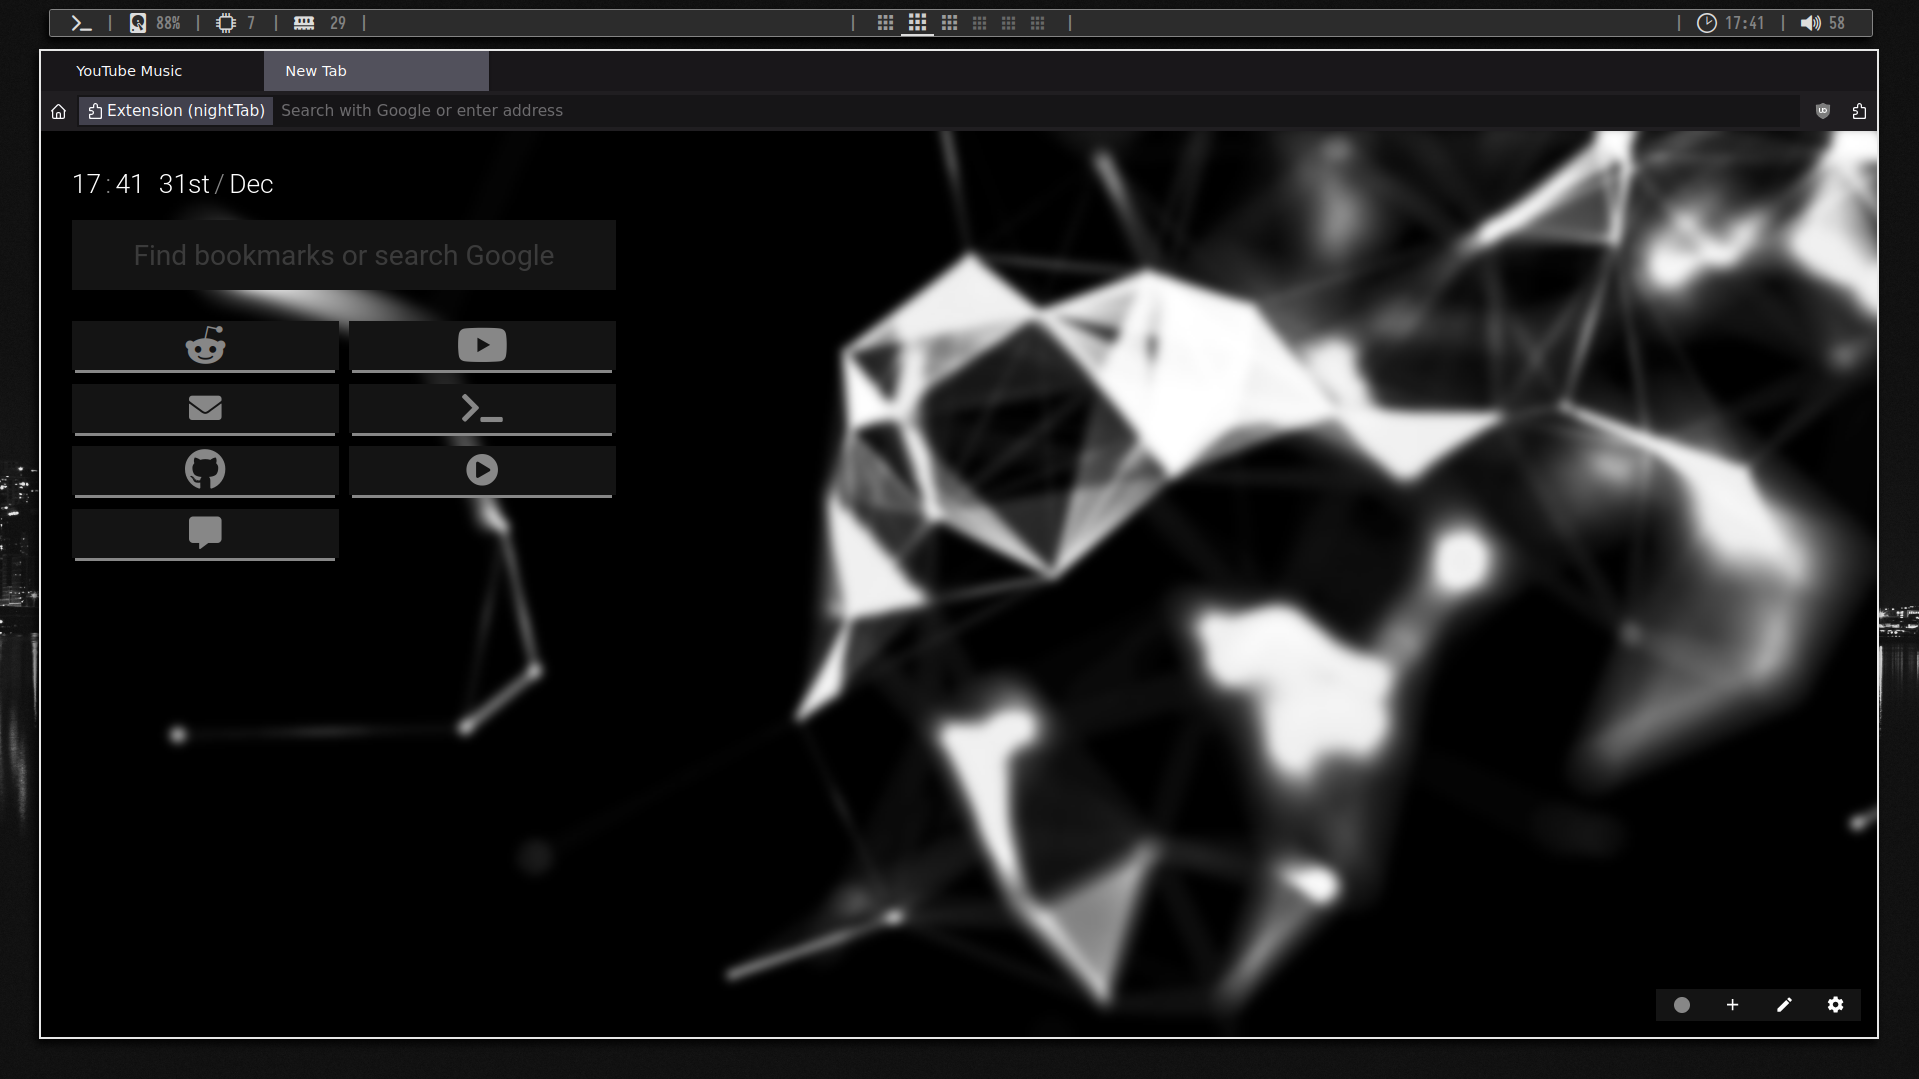 | 88% | 7 | 29 | | | | 17:41 | 58
YouTube Music New Tab
Extension (nightTab) Search with Google or enter address
17:41 31st/Dec
Find bookmarks or search Google